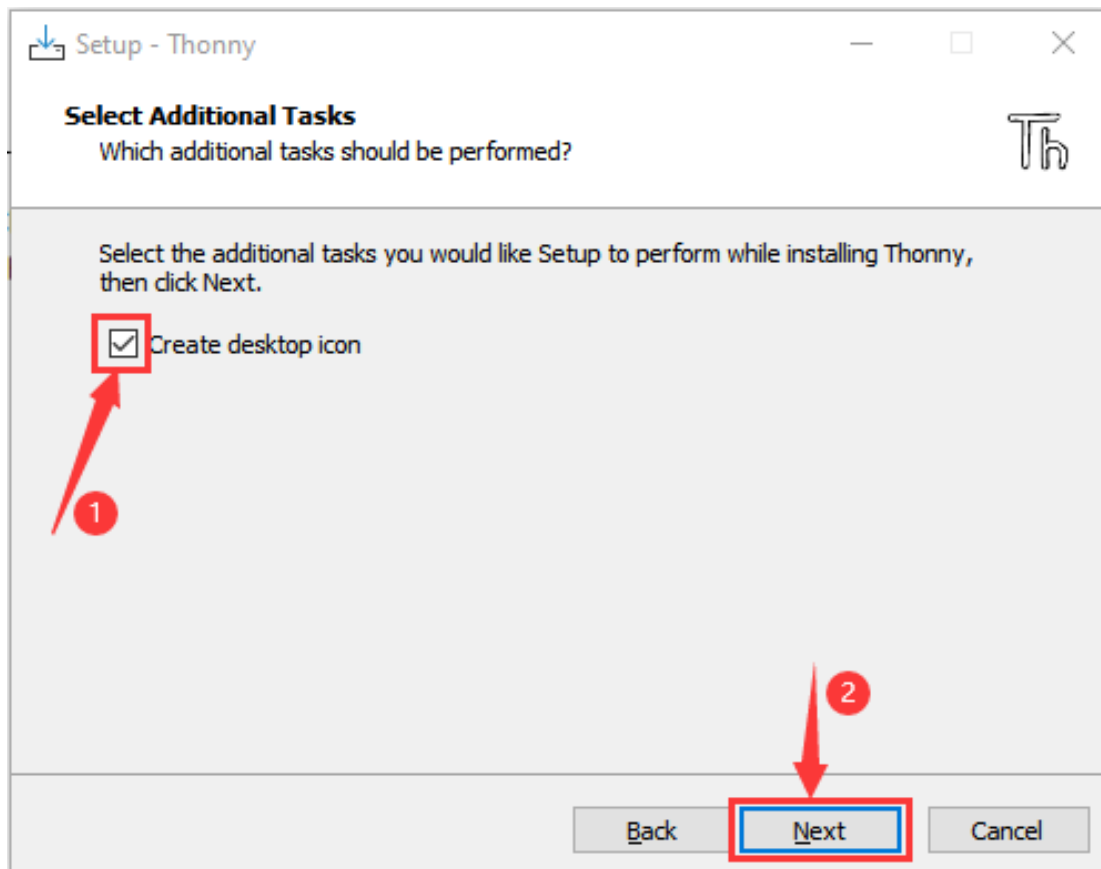 Setup - Thonny
Select Additional Tasks
Which additional tasks should be performed?
Th
Select the additional tasks you would like Setup to perform while installing Thonny,
then click Next.
Create desktop icon
1
2
Back Next Cancel